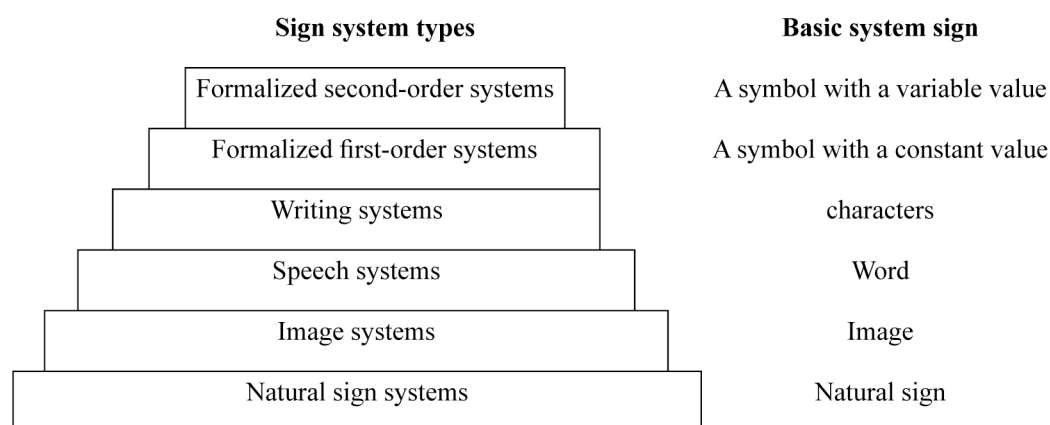 Sign system types Basic system sign
Formalized second-order systems A symbol with a variable value
Formalized first-order systems A symbol with a constant value
Writing systems characters
Speech systems Word
Image systems Image
Natural sign systems Natural sign